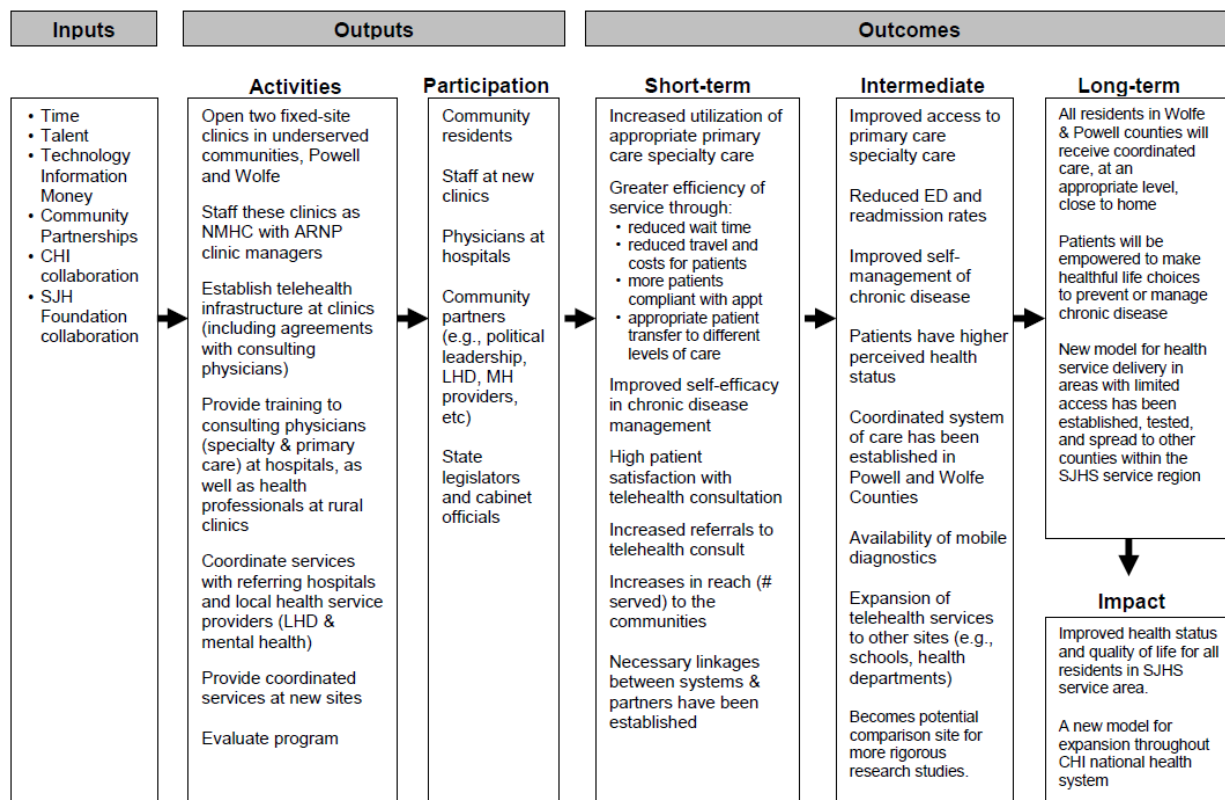 Inputs
Outputs
Outcomes
Activities
Participation
Short-term
Intermediate
Long-term
• Time
• Talent
• Technology
Information
Money
• Community
Partnerships
• CHI
collaboration
• SJH
Foundation
collaboration
Open two fixed-site
clinics in underserved
communities, Powell
and Wolfe
Staff these clinics as
NMHC with ARNP
clinic managers
Establish telehealth
infrastructure at clinics
(including agreements
with consulting
physicians)
Provide training to
consulting physicians
(specialty & primary
care) at hospitals, as
well as health
professionals at rural
clinics
Coordinate services
with referring hospitals
and local health service
providers (LHD &
mental health)
Provide coordinated
services at new sites
Evaluate program
Community
residents
Staff at new
clinics
Physicians at
hospitals
Community
partners
(e.g., political
leadership,
LHD, MH
providers,
etc)
State
legislators
and cabinet
officials
Increased utilization of
appropriate primary
care specialty care
Greater efficiency of
service through:
• reduced wait time
• reduced travel and
costs for patients
• more patients
compliant with appt
• appropriate patient
transfer to different
levels of care
Improved self-efficacy
in chronic disease
management
High patient
satisfaction with
telehealth consultation
Increased referrals to
telehealth consult
Increases in reach (#
served) to the
communities
Necessary linkages
between systems &
partners have been
established
Improved access to
primary care
specialty care
Reduced ED and
readmission rates
Improved self-
management of
chronic disease
Patients have higher
perceived health
status
Coordinated system
of care has been
established in
Powell and Wolfe
Counties
Availability of mobile
diagnostics
Expansion of
telehealth services
to other sites (e.g.,
schools, health
departments)
Becomes potential
comparison site for
more rigorous
research studies.
All residents in Wolfe
& Powell counties will
receive coordinated
care, at an
appropriate level,
close to home
Patients will be
empowered to make
healthful life choices
to prevent or manage
chronic disease
New model for health
service delivery in
areas with limited
access has been
established, tested,
and spread to other
counties within the
SJHS service region
Impact
Improved health status
and quality of life for all
residents in SJHS
service area.
A new model for
expansion throughout
CHI national health
system